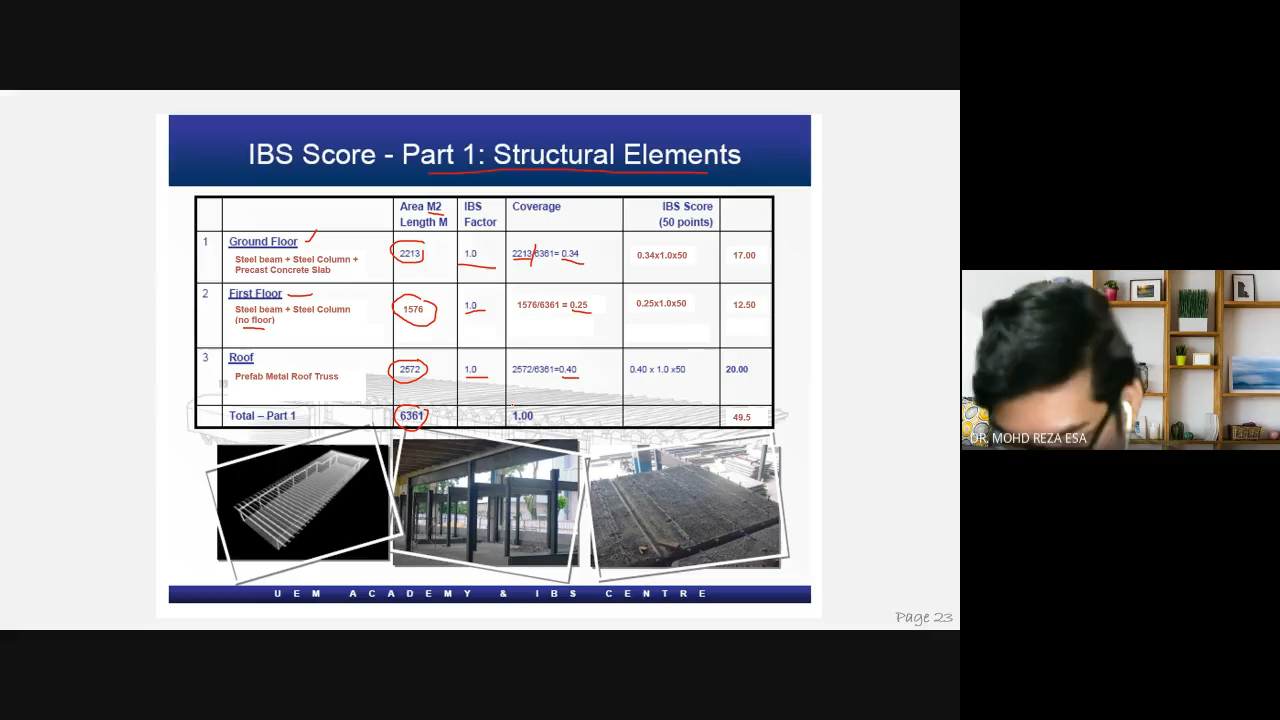 IBS Score - Part 1: Structural Elements
Area M2
Length M
IBS
Factor
Coverage
IBS Score
(50 points)
1
Ground Floor
Steel beam + Steel Column +
Precast Concrete Slab
2213
1.0
2213/6361= 0.34
0.34x1.0x50
17.00
2
First Floor
Steel beam + Steel Column
(no floor)
1576
1.0
1576/6361 = 0.25
0.25x1.0x50
12.50
3
Roof
Prefab Metal Roof Truss
2572
1.0
2572/6361=0.40
0.40 x 1.0 x50
20.00
Total – Part 1
6361
1.00
49.5
UEM ACADEMY & IBS CENTRE
Page 23
DR. MOHD REZA ESA